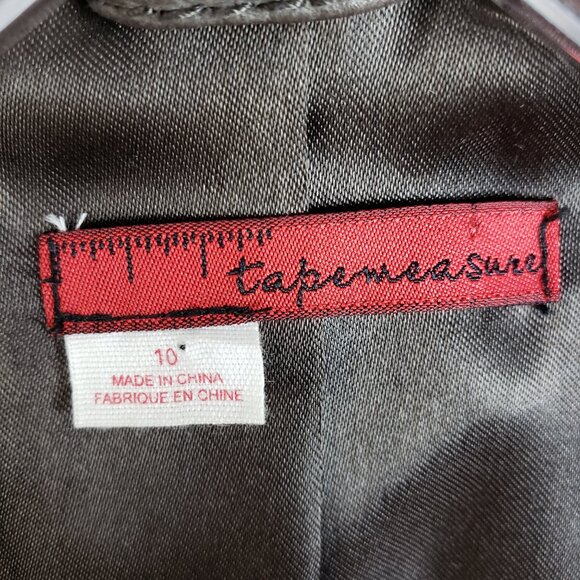 tapemeasure
10
MADE IN CHINA
FABRIQUE EN CHINE